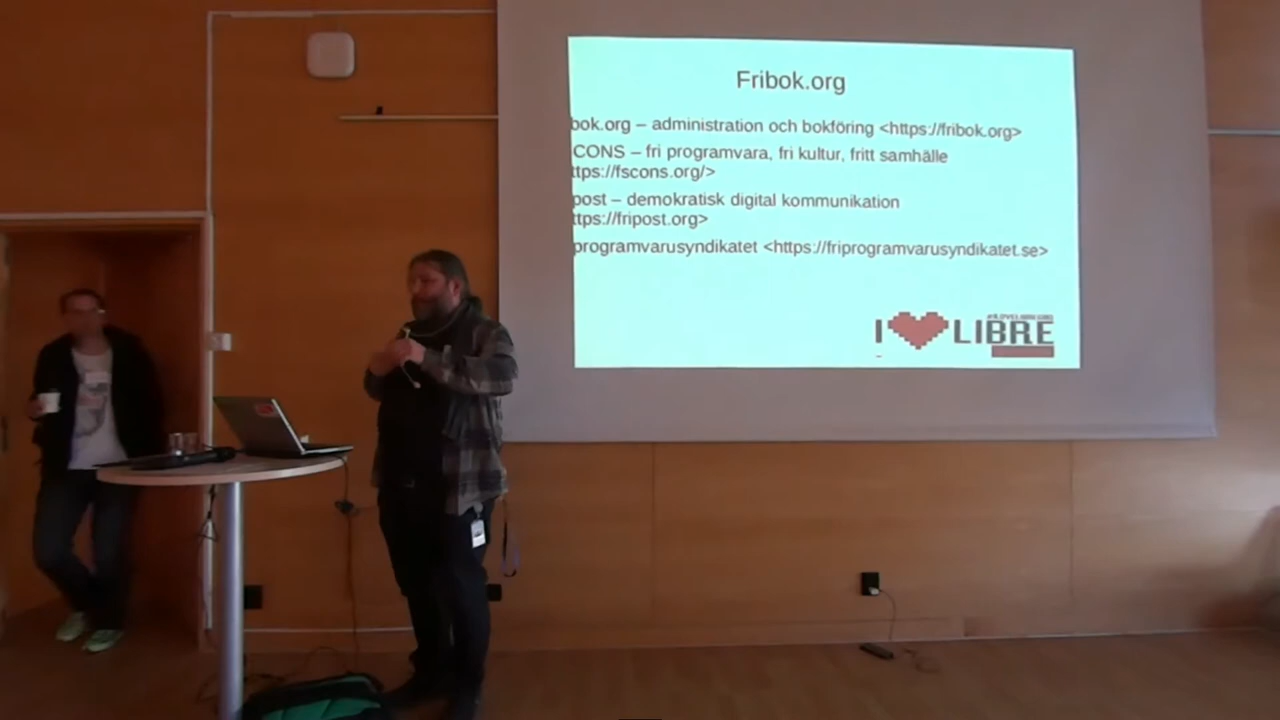 Fribok.org
bok.org – administration och bokföring <https://fribok.org>
CONS – fri programvara, fri kultur, fritt samhälle
ttps://fscons.org/>
post – demokratisk digital kommunikation
ttps://fripost.org>
programvarusyndikatet <https://friprogramvarusyndikatet.se>
I LIBRE